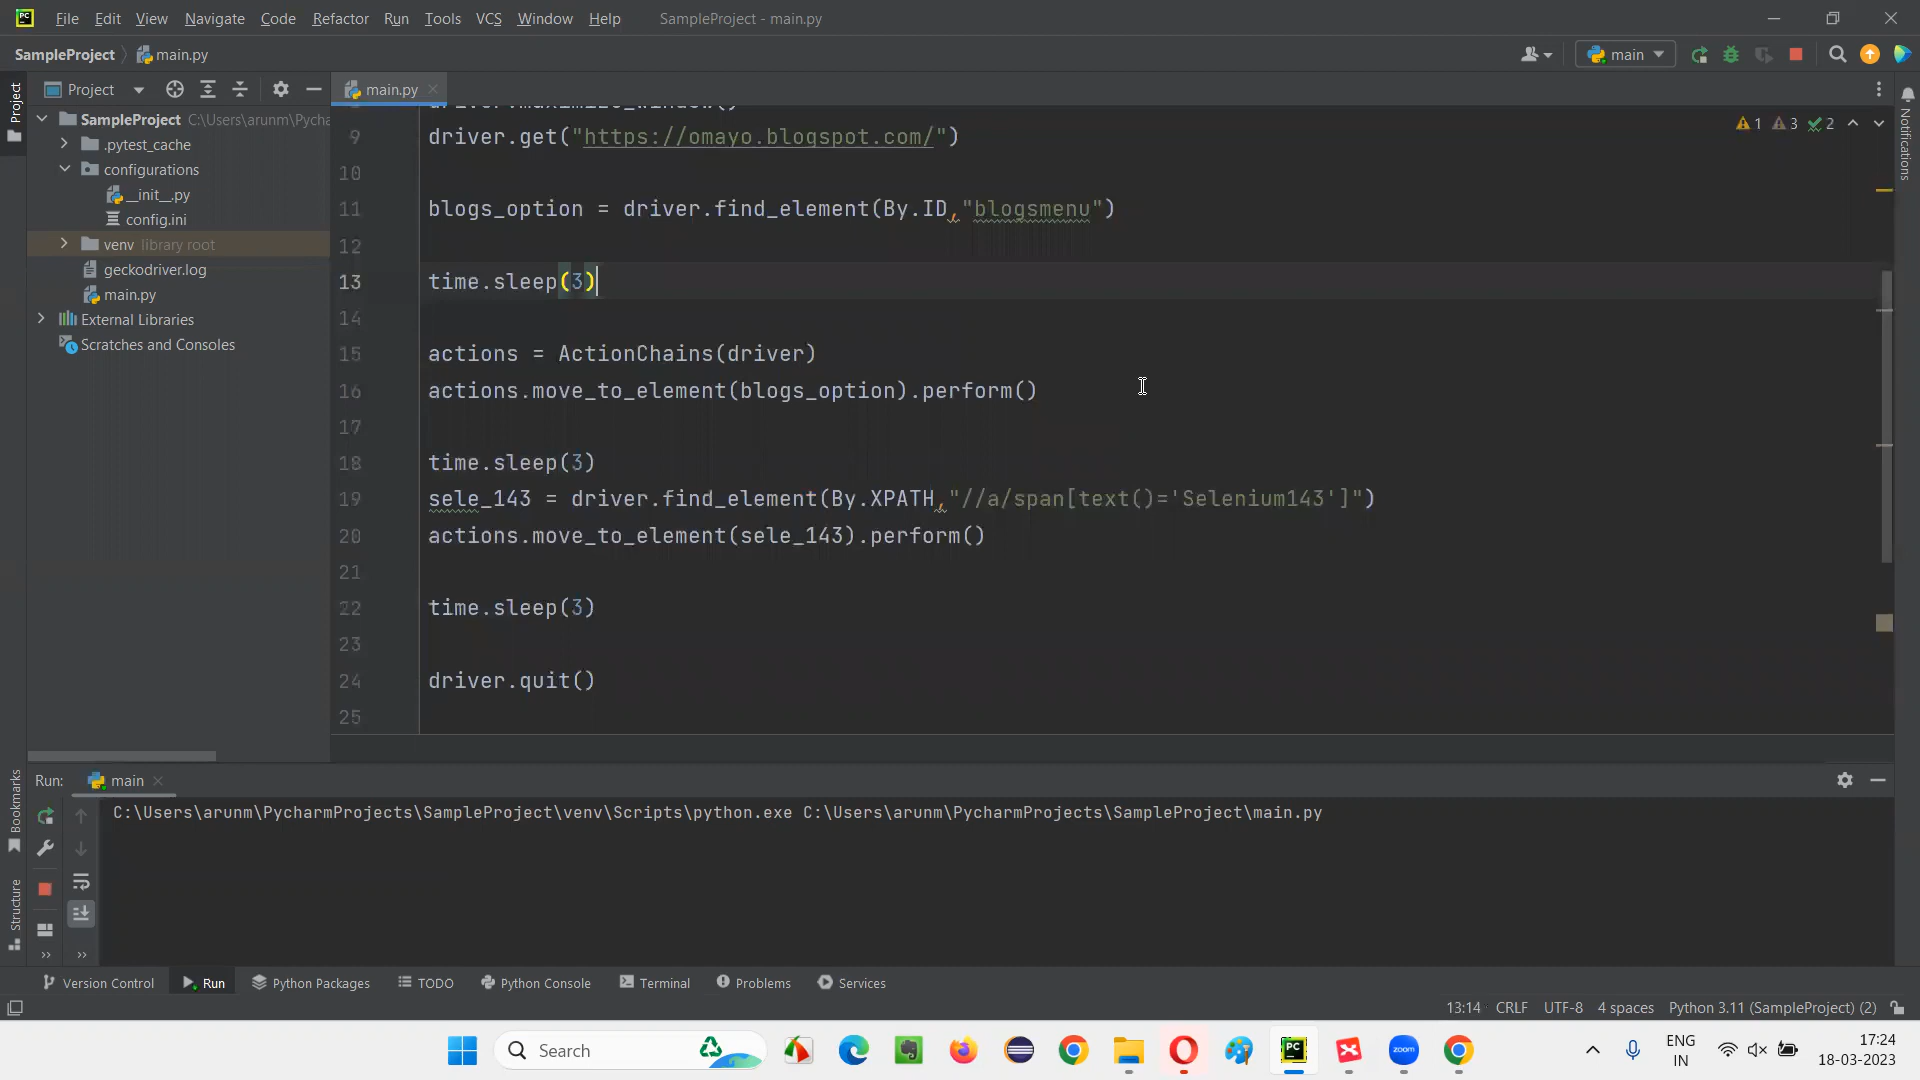 PC File Edit View Navigate Code Refactor Run Tools VCS Window Help SampleProject - main.py
SampleProject main.py main
Project
Project main.py
SampleProject C:\Users\arunm\Pycha
.pytest_cache
configurations
__init__.py
config.ini
venv library root
geckodriver.log
main.py
External Libraries
Scratches and Consoles
1 3 2
Notifications
9 driver.get("https://omayo.blogspot.com/")
10
11 blogs_option = driver.find_element(By.ID,"blogsmenu")
12
13 time.sleep(3)
14
15 actions = ActionChains(driver)
16 actions.move_to_element(blogs_option).perform()
17
18 time.sleep(3)
19 sele_143 = driver.find_element(By.XPATH,"//a/span[text()='Selenium143']")
20 actions.move_to_element(sele_143).perform()
21
22 time.sleep(3)
23
24 driver.quit()
25
Run: main
C:\Users\arunm\PycharmProjects\SampleProject\venv\Scripts\python.exe C:\Users\arunm\PycharmProjects\SampleProject\main.py
Bookmarks
Structure
Version Control Run Python Packages TODO Python Console Terminal Problems Services
13:14 CRLF UTF-8 4 spaces Python 3.11 (SampleProject) (2)
Search
PC
zoom
ENG
IN
17:24
18-03-2023